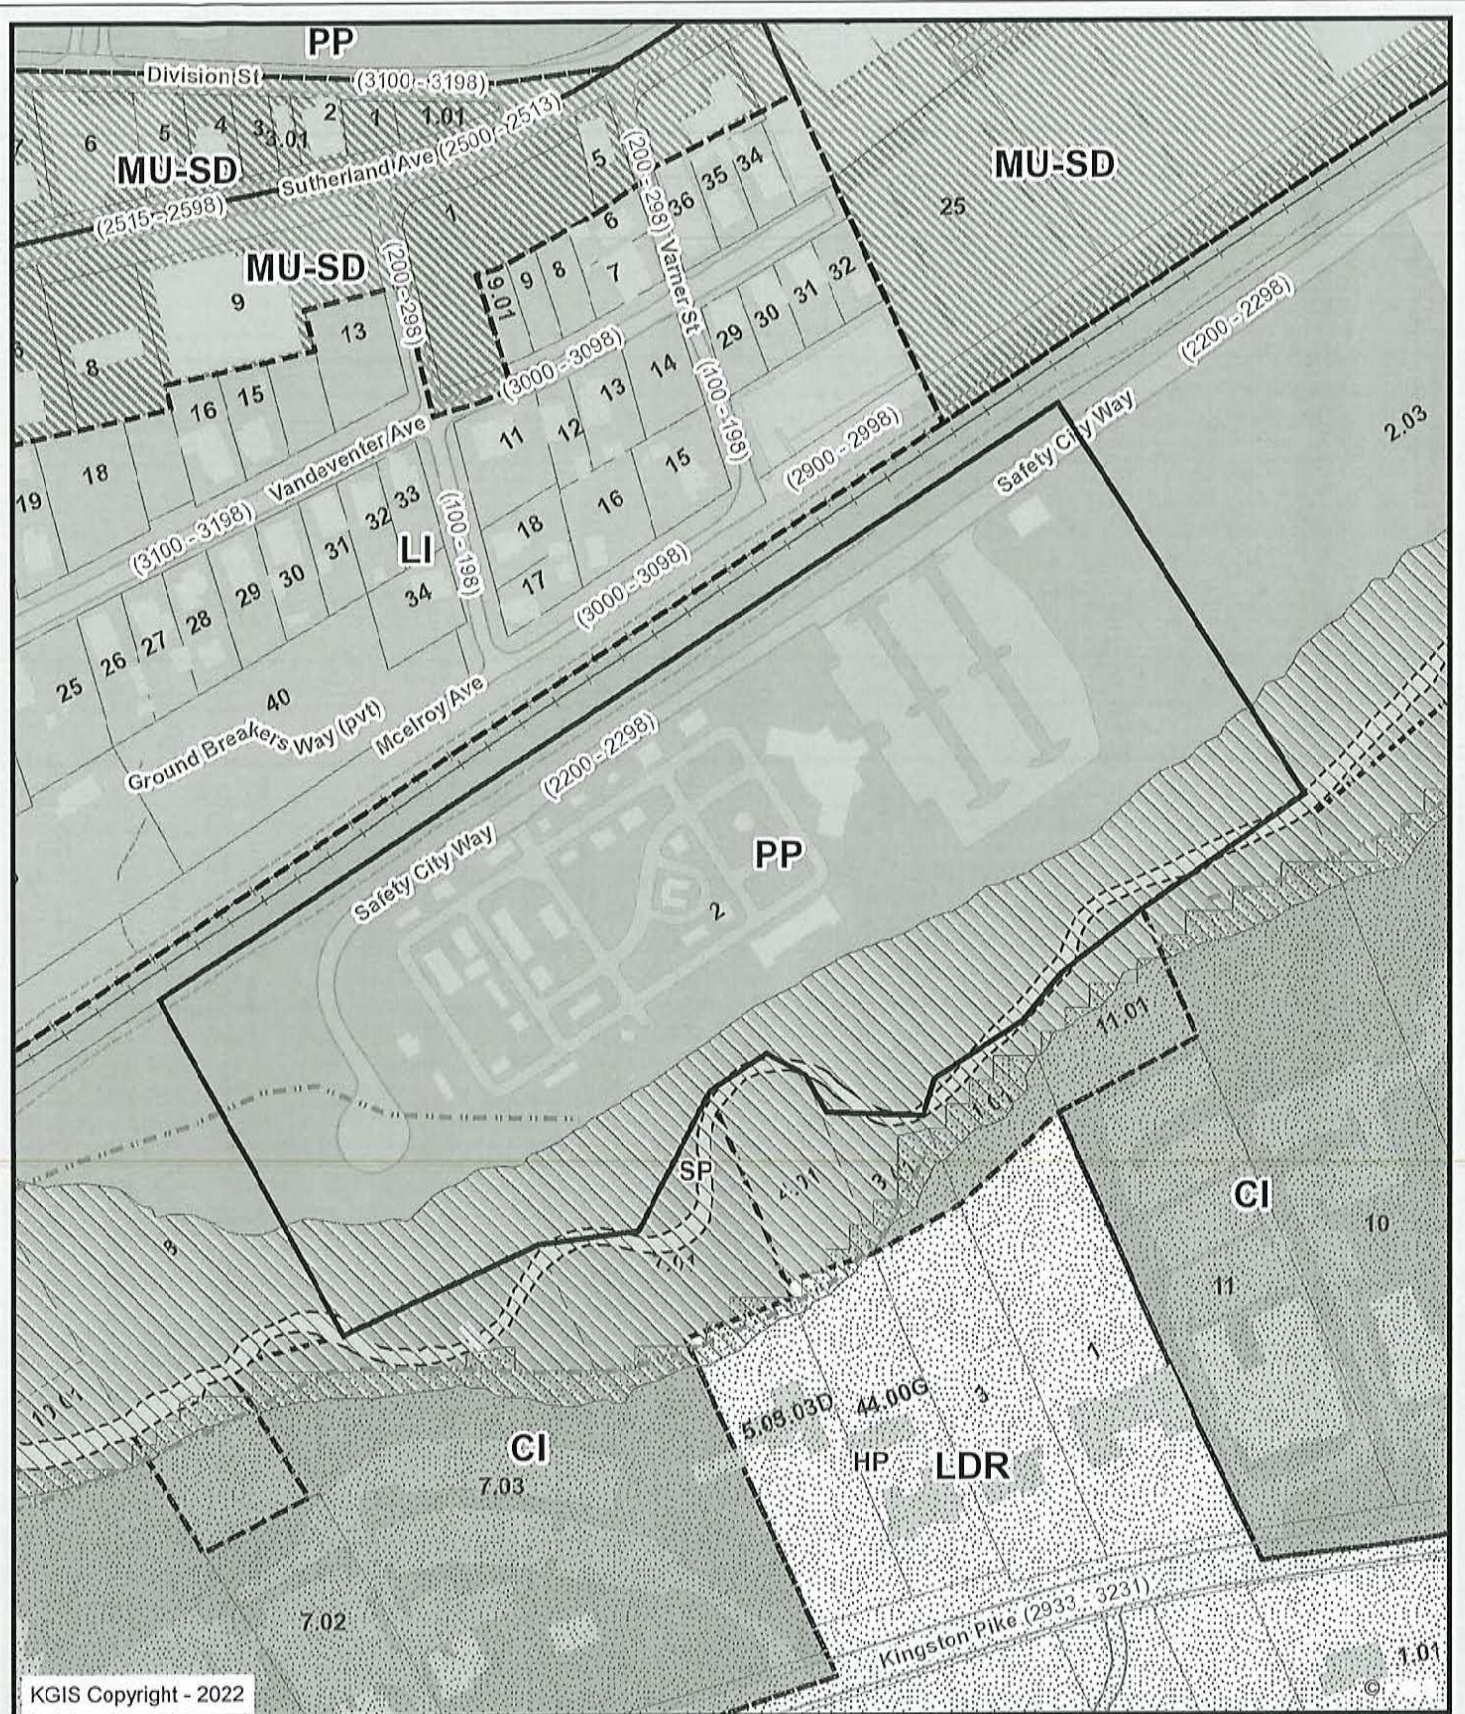 PP
Division St
(3100 - 3198)
6
5
4
3
3.01
2
1
1.01
MU-SD
Sutherland Ave (2500 - 2513)
(2515 - 2598)
MU-SD
25
1
5
(200 - 298) Varner St
36
35
34
6
MU-SD
9
(200 - 298)
13
8
9.01
9
8
7
29
30
31
32
16
15
(3000 - 3098)
14
13
12
11
(100 - 198)
(2200 - 2298)
Safety City Way
2.03
18
19
Vandeventer Ave
(3100 - 3198)
33
32
31
30
29
28
27
26
25
LI
34
(100 - 198)
15
16
18
17
(2900 - 2998)
(3000 - 3098)
40
Ground Breakers Way (pvt)
Mcelroy Ave
(2200 - 2298)
Safety City Way
PP
2
11.01
1.01
SP
CI
10
11
1
3
44.00G
5.08.03D
HP
LDR
CI
7.03
7.02
Kingston Pike (2933 - 3231)
1.01
KGIS Copyright - 2022
©